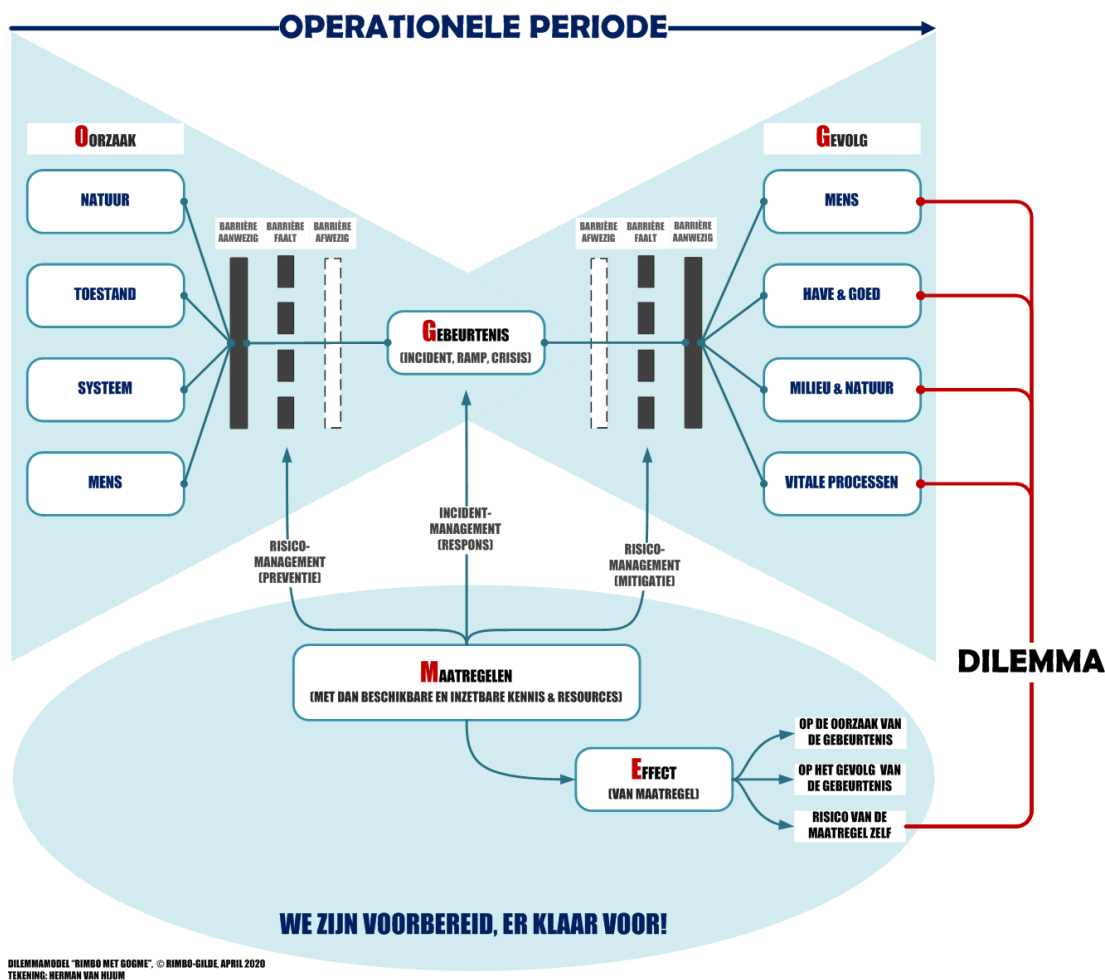 OPERATIONELE PERIODE
OORZAAK
NATUUR
TOESTAND
SYSTEEM
MENS
BARRIÈRE
AANWEZIG
BARRIÈRE
FAALT
BARRIÈRE
AFWEZIG
GEBEURTENIS
(INCIDENT, RAMP, CRISIS)
BARRIÈRE
AFWEZIG
BARRIÈRE
FAALT
BARRIÈRE
AANWEZIG
GEVOLG
MENS
HAVE & GOED
MILIEU & NATUUR
VITALE PROCESSEN
RISICO-
MANAGEMENT
(PREVENTIE)
INCIDENT-
MANAGEMENT
(RESPONS)
RISICO-
MANAGEMENT
(MITIGATIE)
DILEMMA
MAATREGELEN
(MET DAN BESCHIKBARE EN INZETBARE KENNIS & RESOURCES)
EFFECT
(VAN MAATREGEL)
OP DE OORZAAK VAN
DE GEBEURTENIS
OP HET GEVOLG VAN
DE GEBEURTENIS
RISICO VAN DE
MAATREGEL ZELF
WE ZIJN VOORBEREID, ER KLAAR VOOR!
DILEMMAMODEL "RIMBO MET GOGME", © RIMBO-GILDE, APRIL 2020
TEKENING: HERMAN VAN HIJUM